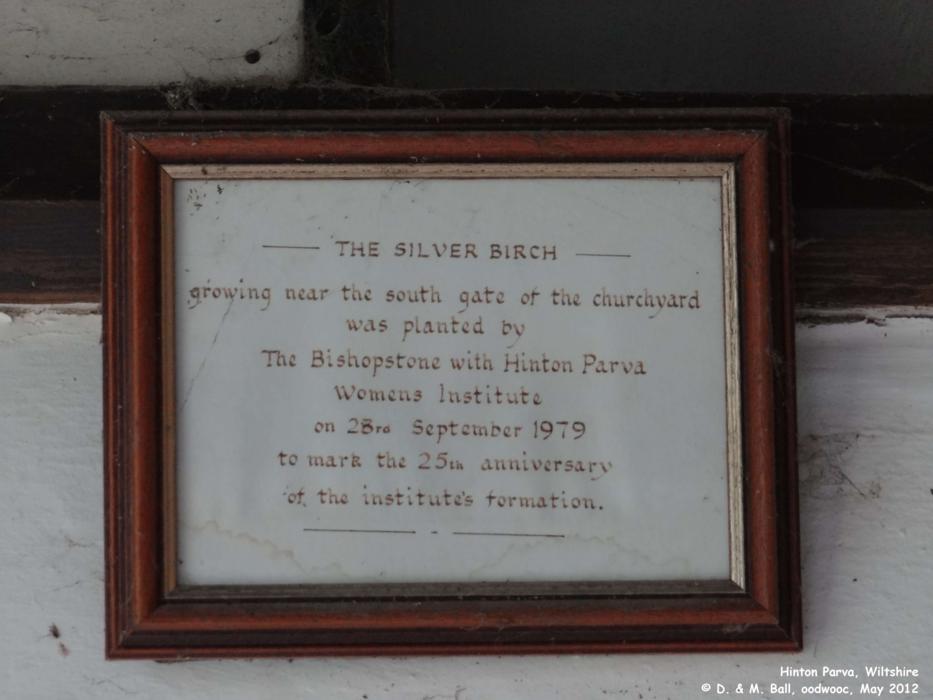 THE SILVER BIRCH
growing near the south gate of the churchyard
was planted by
The Bishopstone with Hinton Parva
Womens Institute
on 23rd September 1979
to mark the 25th anniversary
of the institute's formation.
Hinton Parva, Wiltshire
© D. & M. Ball, oodwooc, May 2012